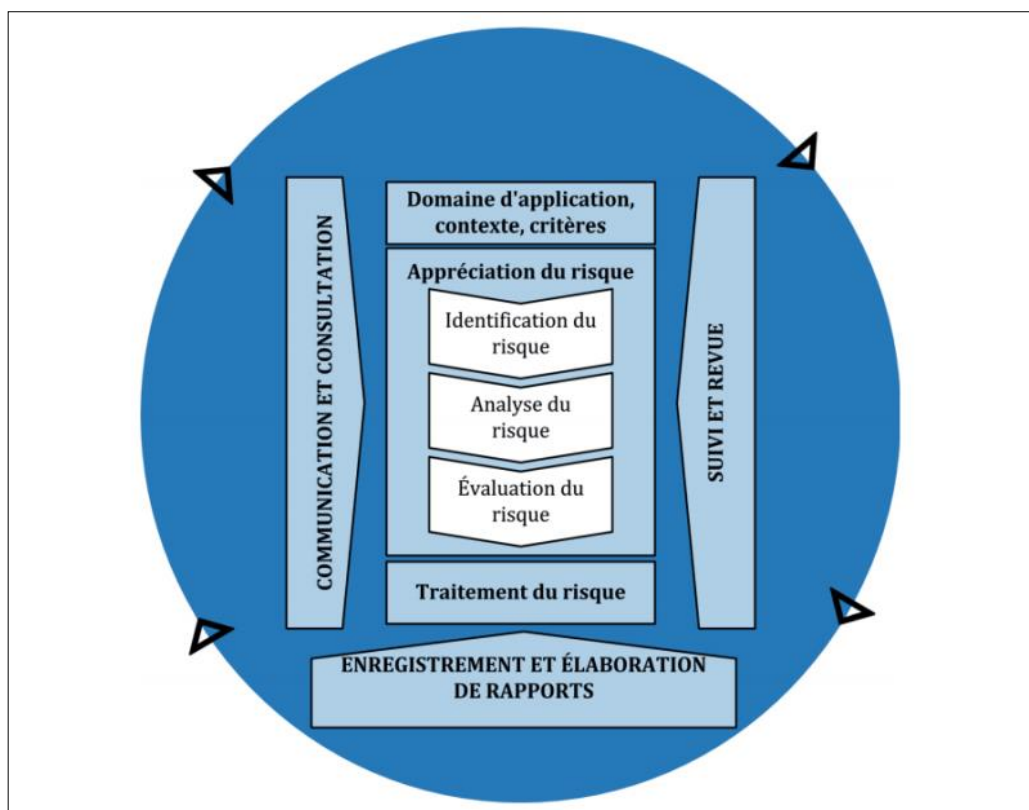 Domaine d'application,
contexte, critères
Appréciation du risque
Identification du
risque
Analyse du
risque
Évaluation du
risque
Traitement du risque
COMMUNICATION ET CONSULTATION
SUIVI ET REVUE
ENREGISTREMENT ET ÉLABORATION
DE RAPPORTS